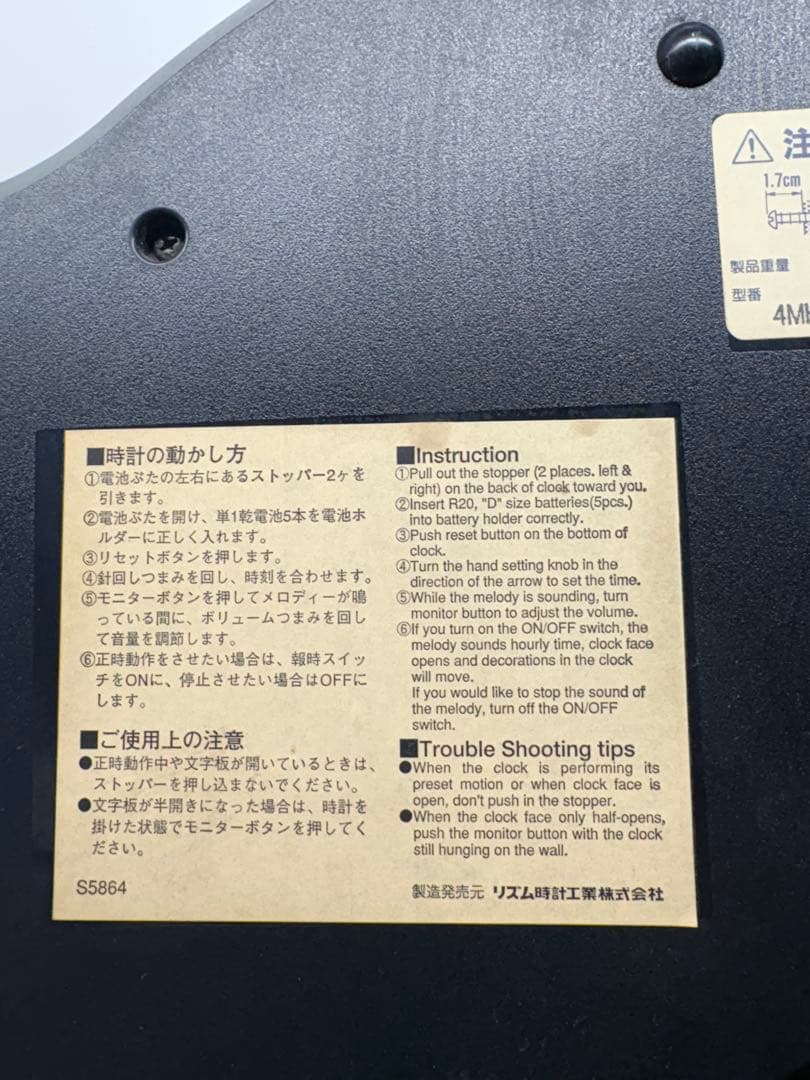 注
1.7cm
製品重量
型番
■時計の動かし方
①電池ぶたの左右にあるストッパー2ヶを
引きます。
②電池ぶたを開け、単1乾電池5本を電池ホ
ルダーに正しく入れます。
③リセットボタンを押します。
④針回しつまみを回し、時刻を合わせます。
⑤モニターボタンを押してメロディーが鳴
っている間に、ボリュームつまみを回し
て音量を調節します。
⑥正時動作をさせたい場合は、報時スイッ
チをONに、停止させたい場合はOFFに
します。
■ご使用上の注意
●正時動作中や文字板が開いているときは、
ストッパーを押し込まないでください。
●文字板が半開きになった場合は、時計を
掛けた状態でモニターボタンを押してく
ださい。
S5864
■Instruction
①Pull out the stopper (2 places. left &
right) on the back of clock toward you.
②Insert R20, "D" size batteries(5pcs.)
into battery holder correctly.
③Push reset button on the bottom of
clock.
④Turn the hand setting knob in the
direction of the arrow to set the time.
⑤While the melody is sounding, turn
monitor button to adjust the volume.
⑥If you turn on the ON/OFF switch, the
melody sounds hourly time, clock face
opens and decorations in the clock
will move.
If you would like to stop the sound of
the melody, turn off the ON/OFF
switch.
■Trouble Shooting tips
●When the clock is performing its
preset motion or when clock face is
open, don't push in the stopper.
●When the clock face only half-opens,
push the monitor button with the clock
still hunging on the wall.
製造発売元 リズム時計工業株式会社